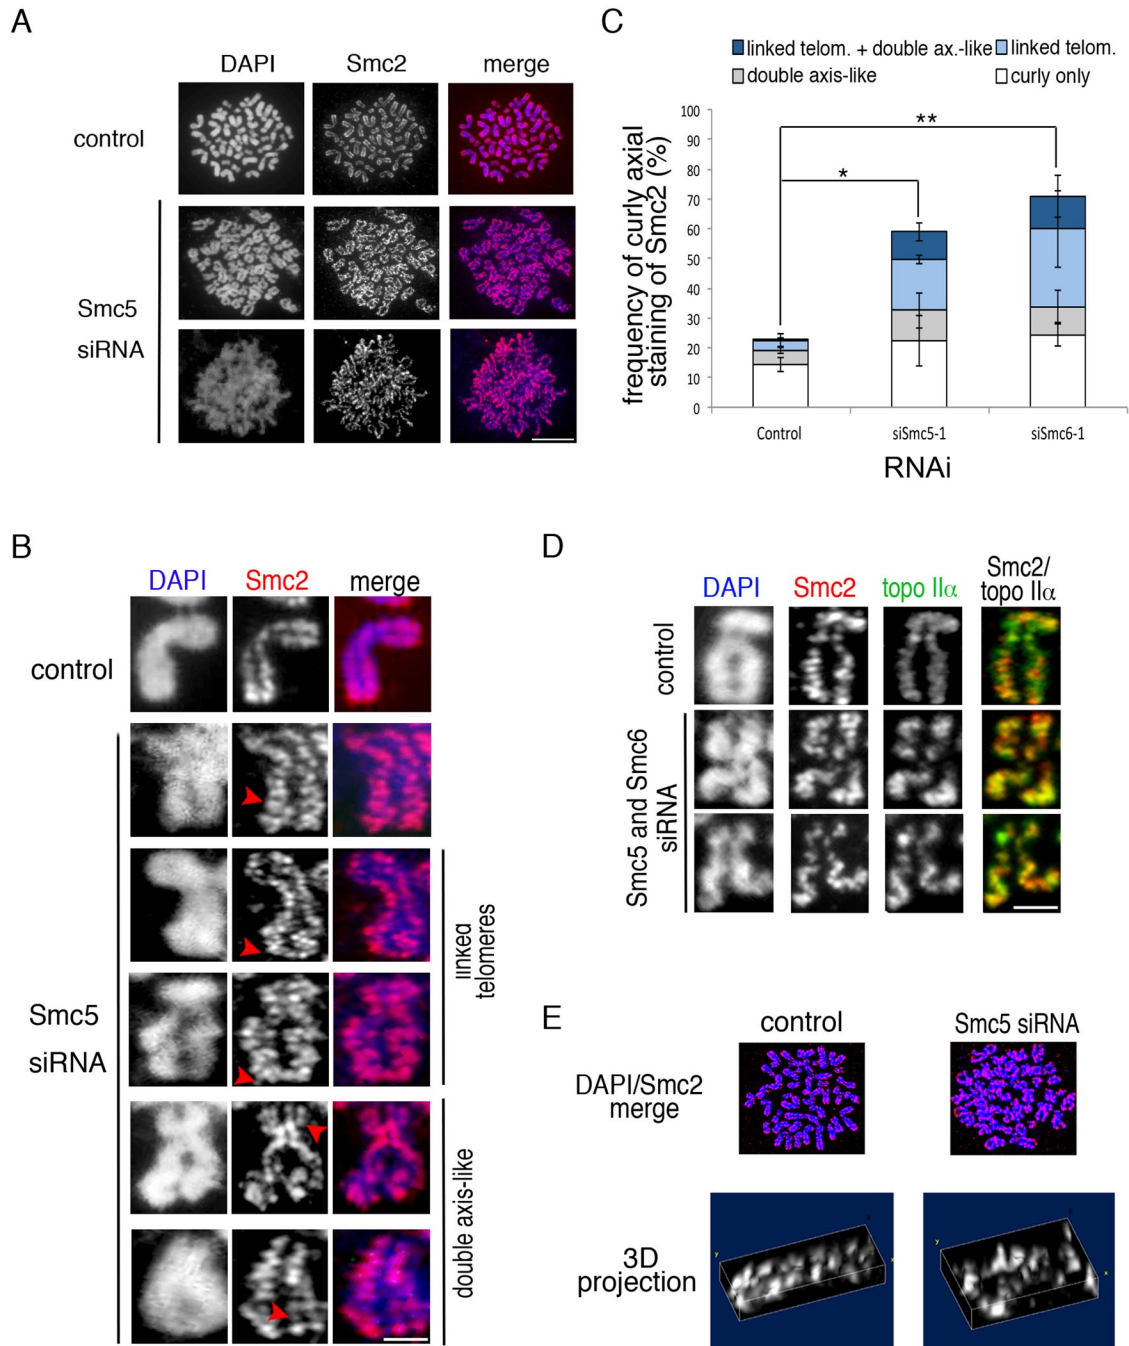 A
DAPI
Smc2
merge
control
Smc5
siRNA
B
DAPI
Smc2
merge
control
Smc5
siRNA
linked
telomeres
double axis-like
C
linked telom. + double ax.-like
linked telom.
double axis-like
curly only
frequency of curly axial
staining of Smc2 (%)
100
90
80
70
60
50
40
30
20
10
0
*
**
Control
siSmc5-1
siSmc6-1
RNAi
D
DAPI
Smc2
topo IIα
Smc2/
topo IIα
control
Smc5 and Smc6
siRNA
E
control
Smc5 siRNA
DAPI/Smc2
merge
3D
projection
y
x
y
x